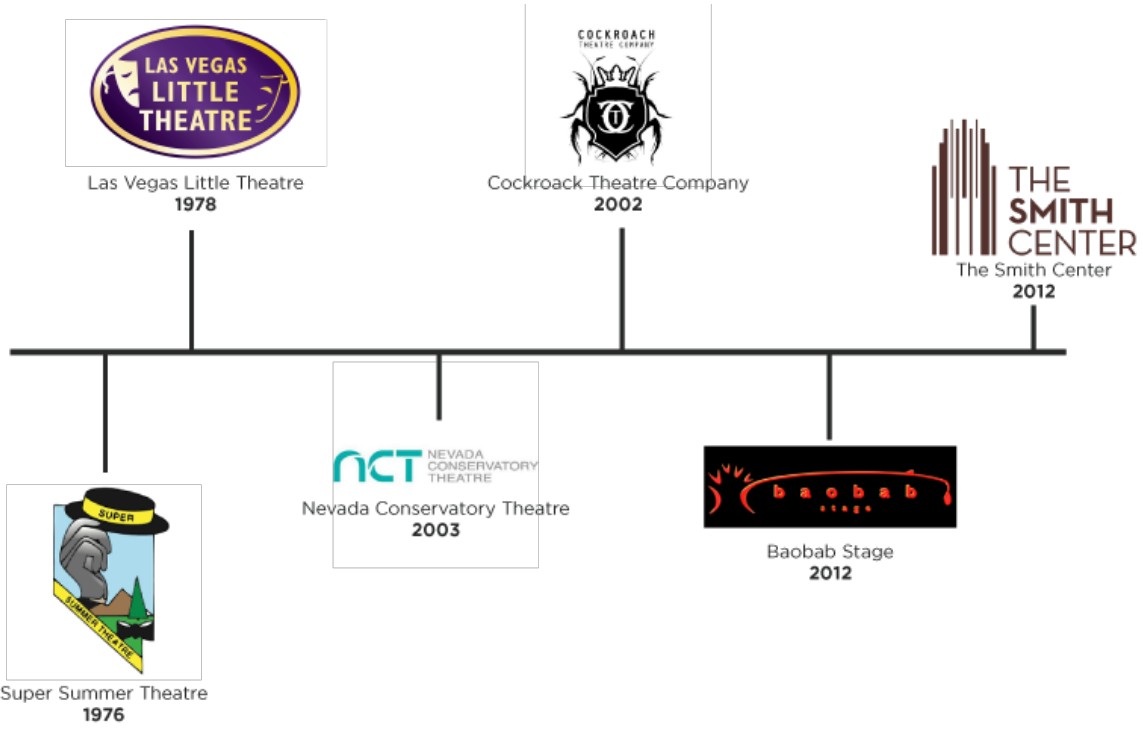 LAS VEGAS
LITTLE
THEATRE
Las Vegas Little Theatre
1978
COCKROACH
THEATRE COMPANY
CTC
Cockroack Theatre Company
2002
THE
SMITH
CENTER
The Smith Center
2012
SUPER
SUMMER THEATRE
Super Summer Theatre
1976
nct NEVADA
CONSERVATORY
THEATRE
Nevada Conservatory Theatre
2003
baobab
stage
Baobab Stage
2012